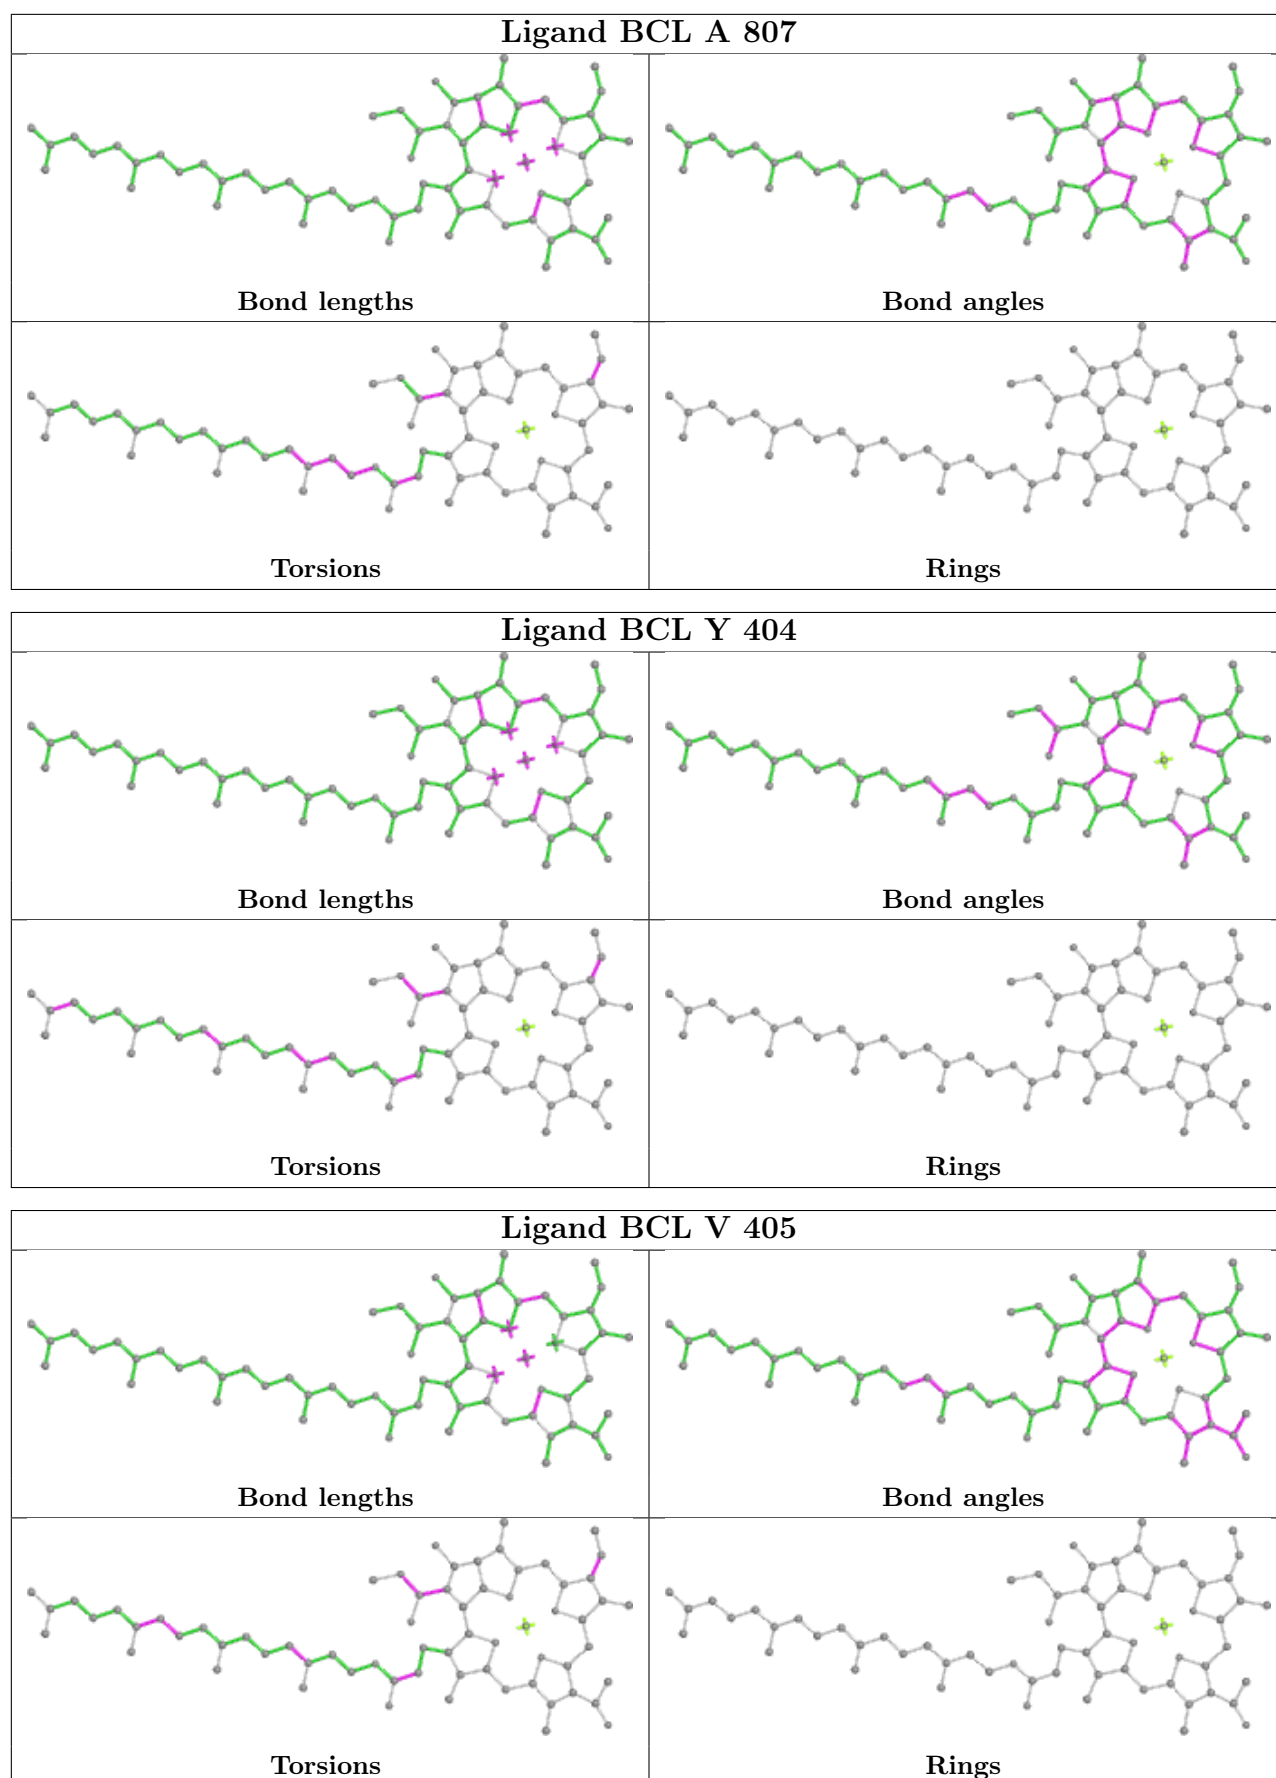 Ligand BCL A 807
Bond lengths
Bond angles
Torsions
Rings
Ligand BCL Y 404
Bond lengths
Bond angles
Torsions
Rings
Ligand BCL V 405
Bond lengths
Bond angles
Torsions
Rings